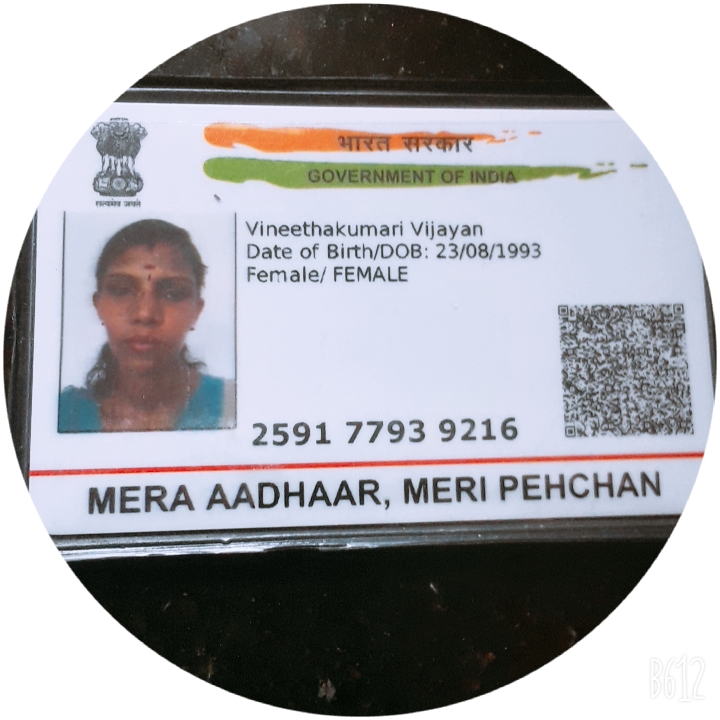 भारत सरकार
GOVERNMENT OF INDIA
सत्यमेव जयते
Vineethakumari Vijayan
Date of Birth/DOB: 23/08/1993
Female/ FEMALE
2591 7793 9216
MERA AADHAAR, MERI PEHCHAN
B612